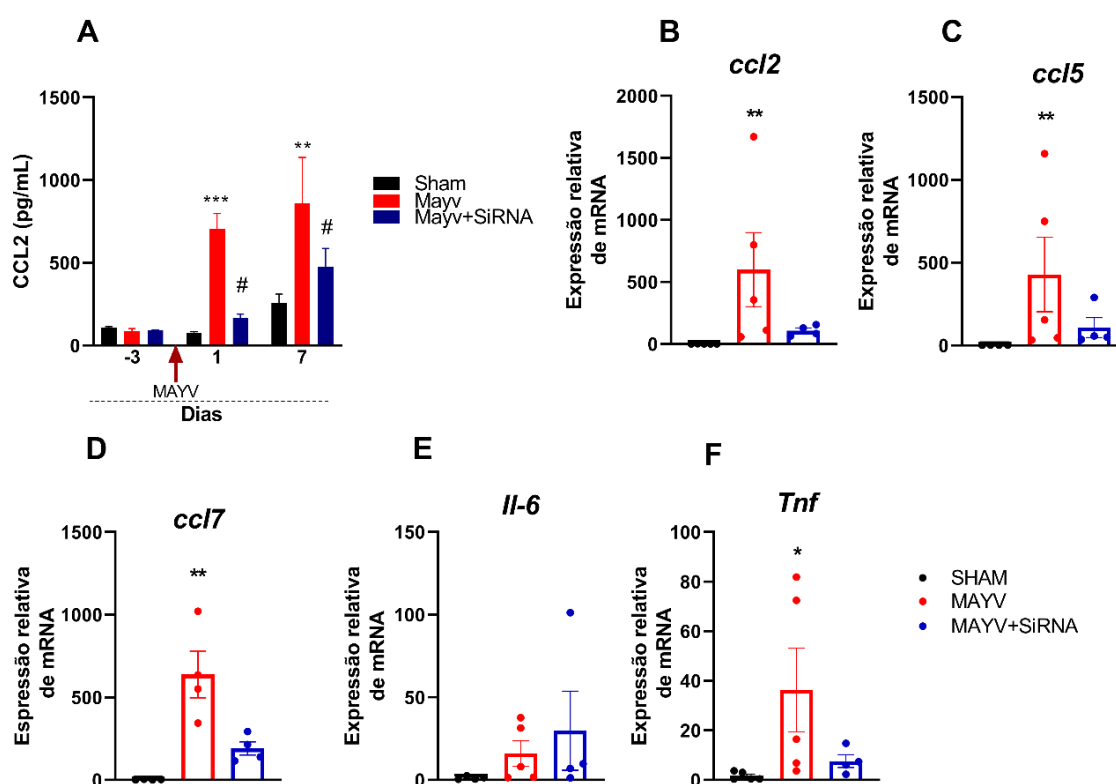 A
CCL2 (pg/mL)
1500
1000
500
0
***
#
**
#
-3
1
7
MAYV
Dias
Sham
Mayv
Mayv+SiRNA
B
ccl2
Expressão relativa
de mRNA
2000
1500
1000
500
0
**
C
ccl5
Expressão relativa
de mRNA
1500
1000
500
0
**
D
ccl7
Espressão relativa
de mRNA
1500
1000
500
0
**
E
Il-6
Expressão relativa
de mRNA
150
100
50
0
F
Tnf
Expressão relativa
de mRNA
100
80
60
40
20
0
*
SHAM
MAYV
MAYV+SiRNA